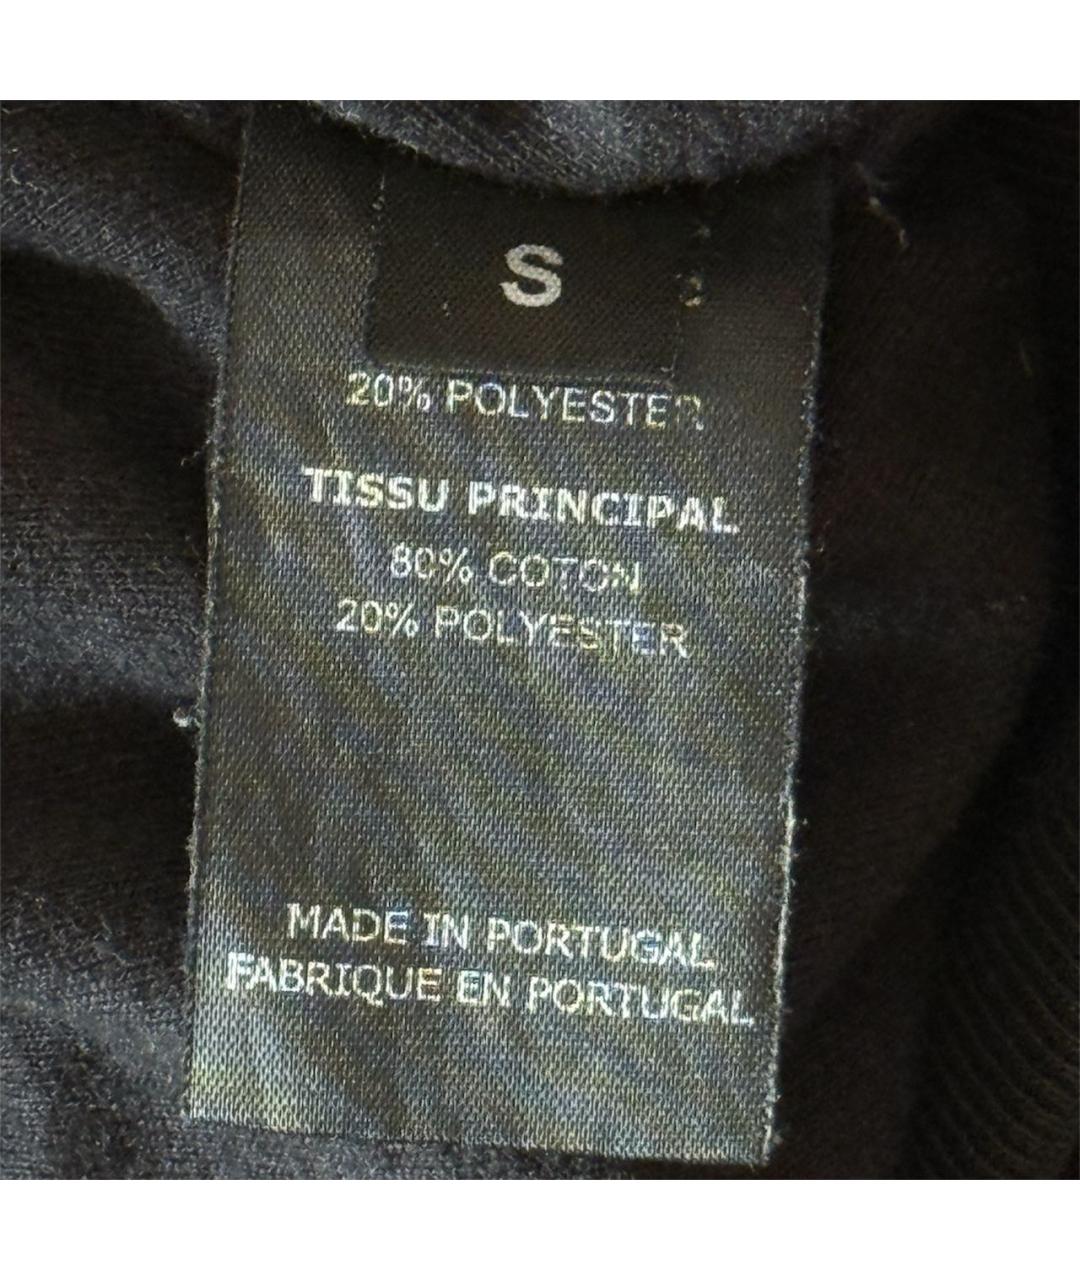 S
20% POLYESTER
TISSU PRINCIPAL
80% COTON
20% POLYESTER
MADE IN PORTUGAL
FABRIQUE EN PORTUGAL